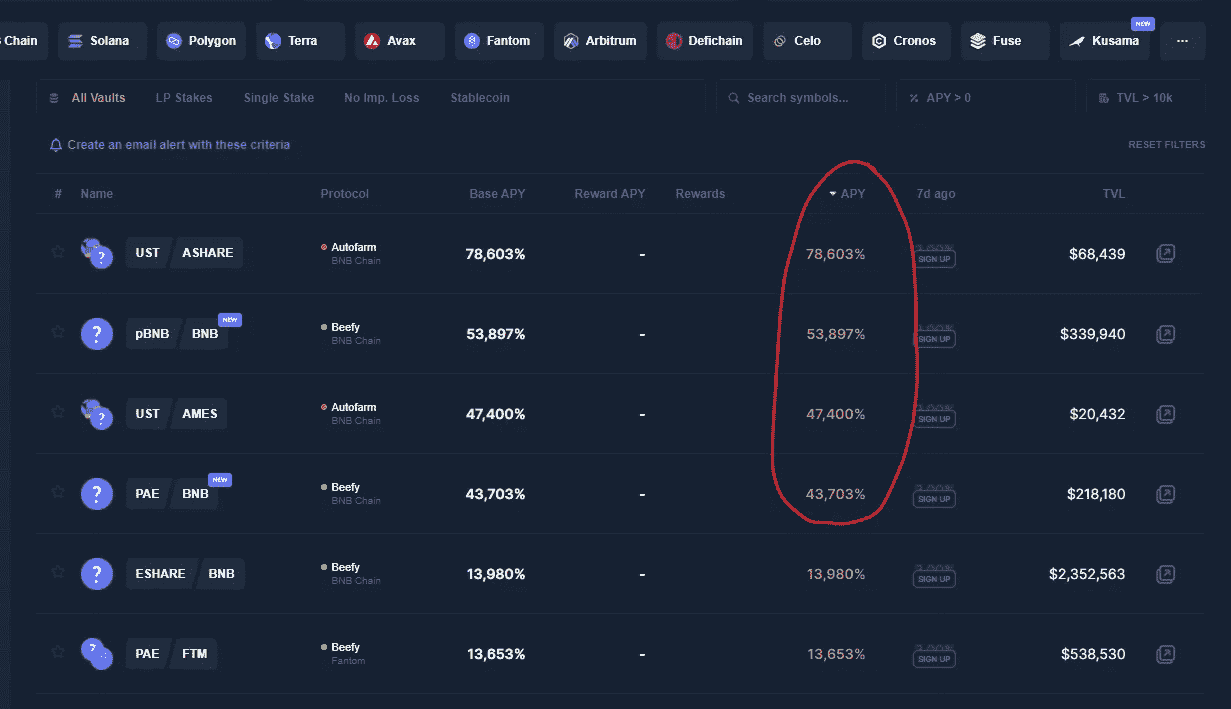 Chain Solana Polygon Terra Avax Fantom Arbitrum Defichain Celo Cronos Fuse Kusama NEW ...
All Vaults LP Stakes Single Stake No Imp. Loss Stablecoin Search symbols... % APY > 0 TVL > 10k
Create an email alert with these criteria RESET FILTERS
# Name Protocol Base APY Reward APY Rewards APY 7d ago TVL
? UST ASHARE Autofarm BNB Chain 78,603% - 78,603% SIGN UP $68,439
? pBNB BNB NEW Beefy BNB Chain 53,897% - 53,897% SIGN UP $339,940
? UST AMES Autofarm BNB Chain 47,400% - 47,400% SIGN UP $20,432
? PAE BNB NEW Beefy BNB Chain 43,703% - 43,703% SIGN UP $218,180
? ESHARE BNB Beefy BNB Chain 13,980% - 13,980% SIGN UP $2,352,563
? PAE FTM Beefy Fantom 13,653% - 13,653% SIGN UP $538,530